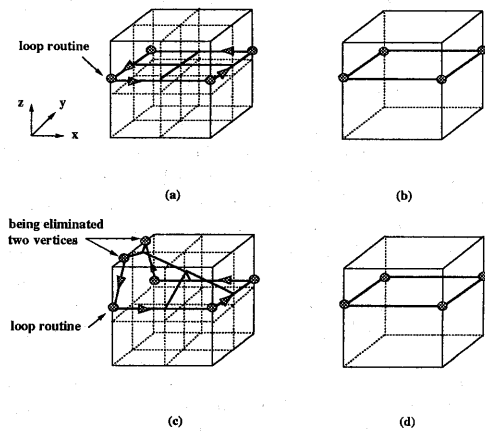 loop routine
z
y
x
(a)
(b)
being eliminated
two vertices
loop routine
(c)
(d)